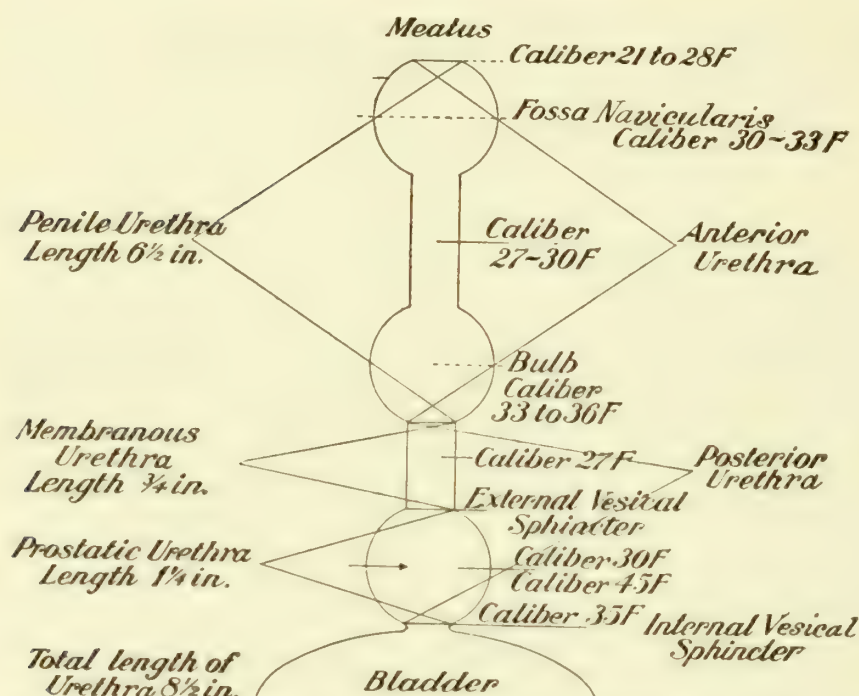 Meatus
Caliber 21 to 28F
Fossa Navicularis
Caliber 30-33F
Penile Urethra
Length 6½ in.
Caliber
27-30F
Anterior
Urethra
Bulb
Caliber
33 to 36F
Membranous
Urethra
Length ¾ in.
Caliber 27F
Posterior
Urethra
External Vesical
Sphincter
Prostatic Urethra
Length 1¼ in.
Caliber 30F
Caliber 45F
Caliber 35F
Internal Vesical
Sphincter
Total length of
Urethra 8½ in.
Bladder